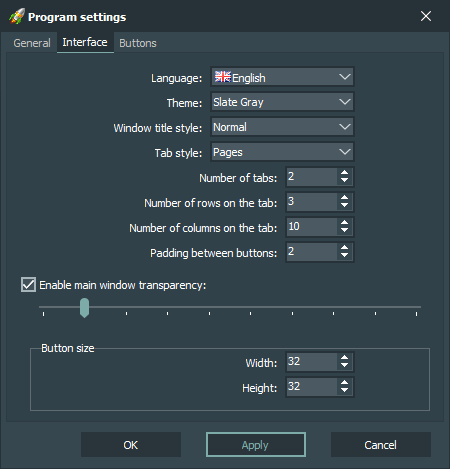 Program settings
General Interface Buttons
Language: English
Theme: Slate Gray
Window title style: Normal
Tab style: Pages
Number of tabs: 2
Number of rows on the tab: 3
Number of columns on the tab: 10
Padding between buttons: 2
Enable main window transparency:
Button size
Width: 32
Height: 32
OK Apply Cancel